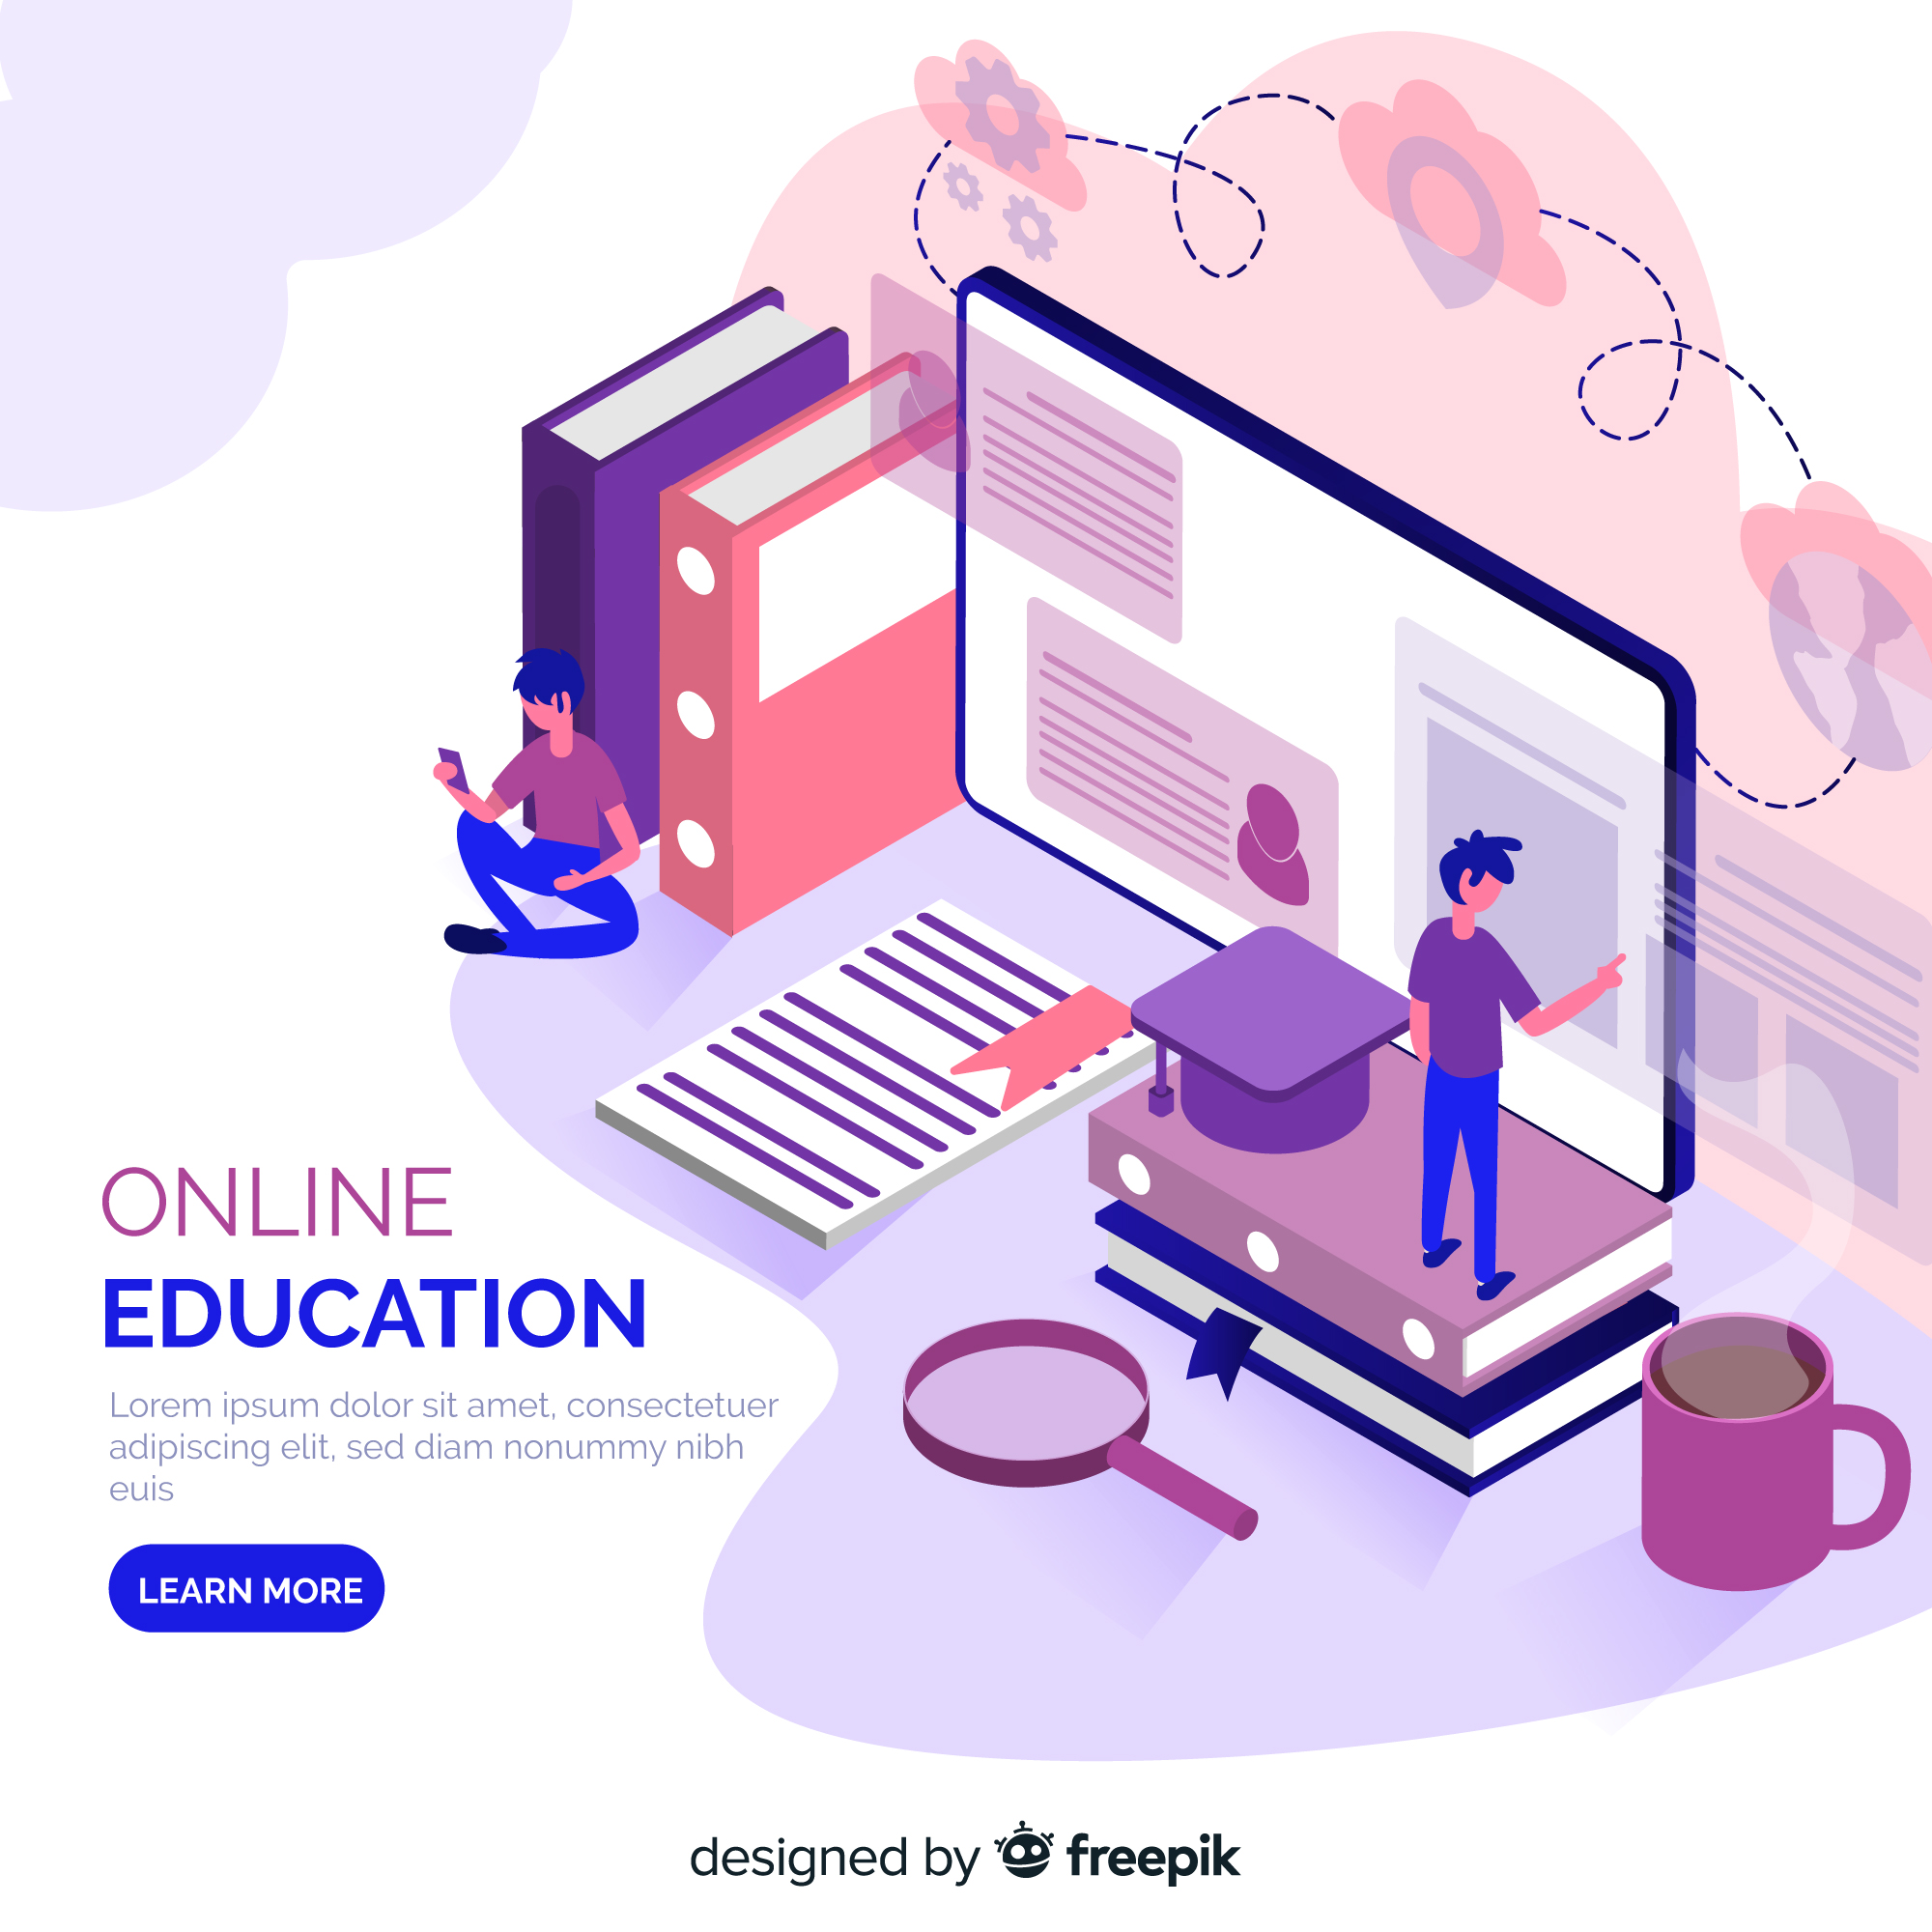 ONLINE
EDUCATION
Lorem ipsum dolor sit amet, consectetuer
adipiscing elit, sed diam nonummy nibh
euis
LEARN MORE
designed by freepik